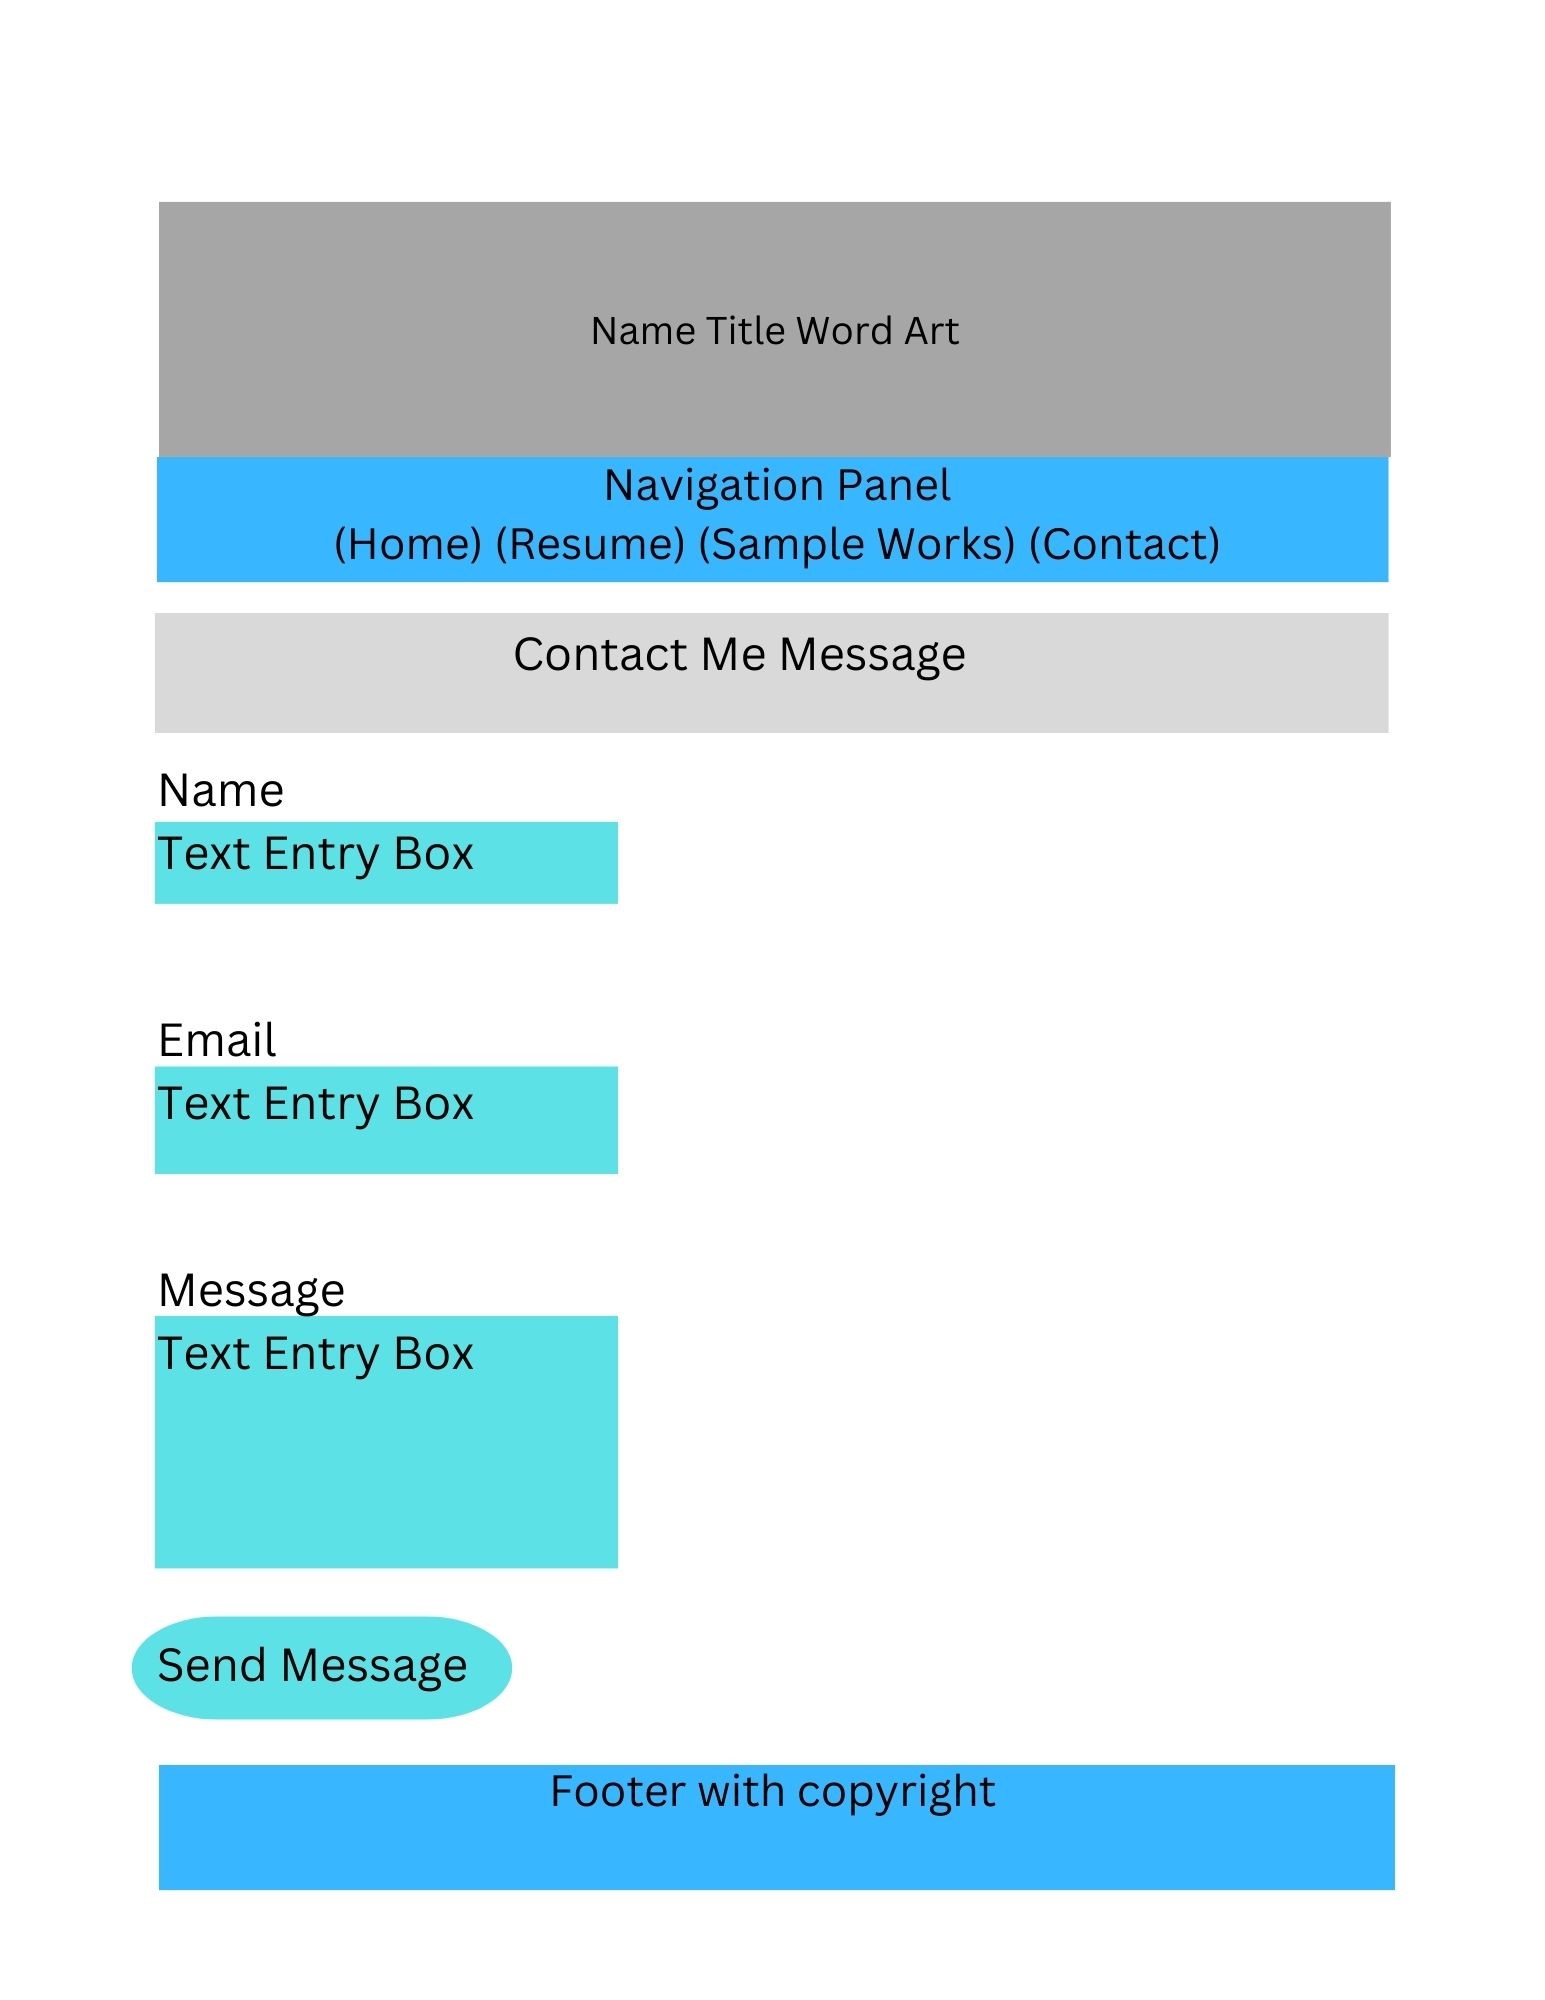 Name Title Word Art
Navigation Panel
(Home) (Resume) (Sample Works) (Contact)
Contact Me Message
Name
Text Entry Box
Email
Text Entry Box
Message
Text Entry Box
Send Message
Footer with copyright